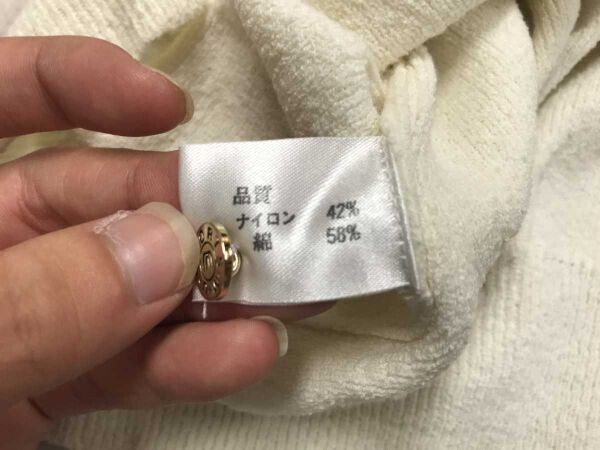 品質
ナイロン 42%
綿 58%